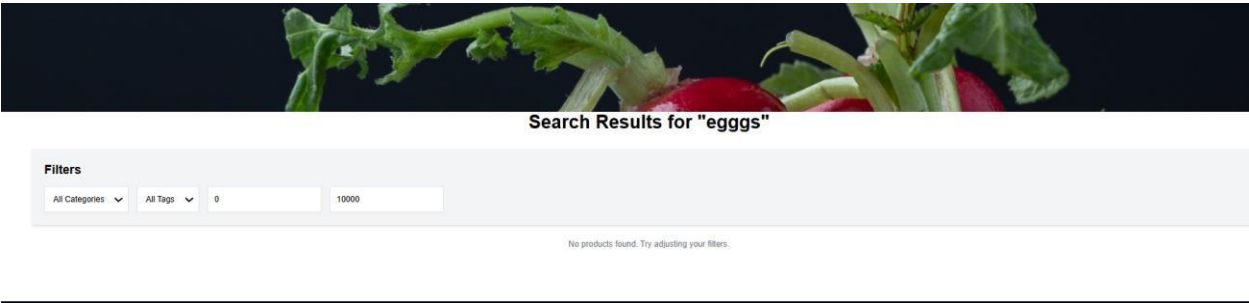 Search Results for "egggs"
Filters
All Categories All Tags 0 10000
No products found. Try adjusting your filters.